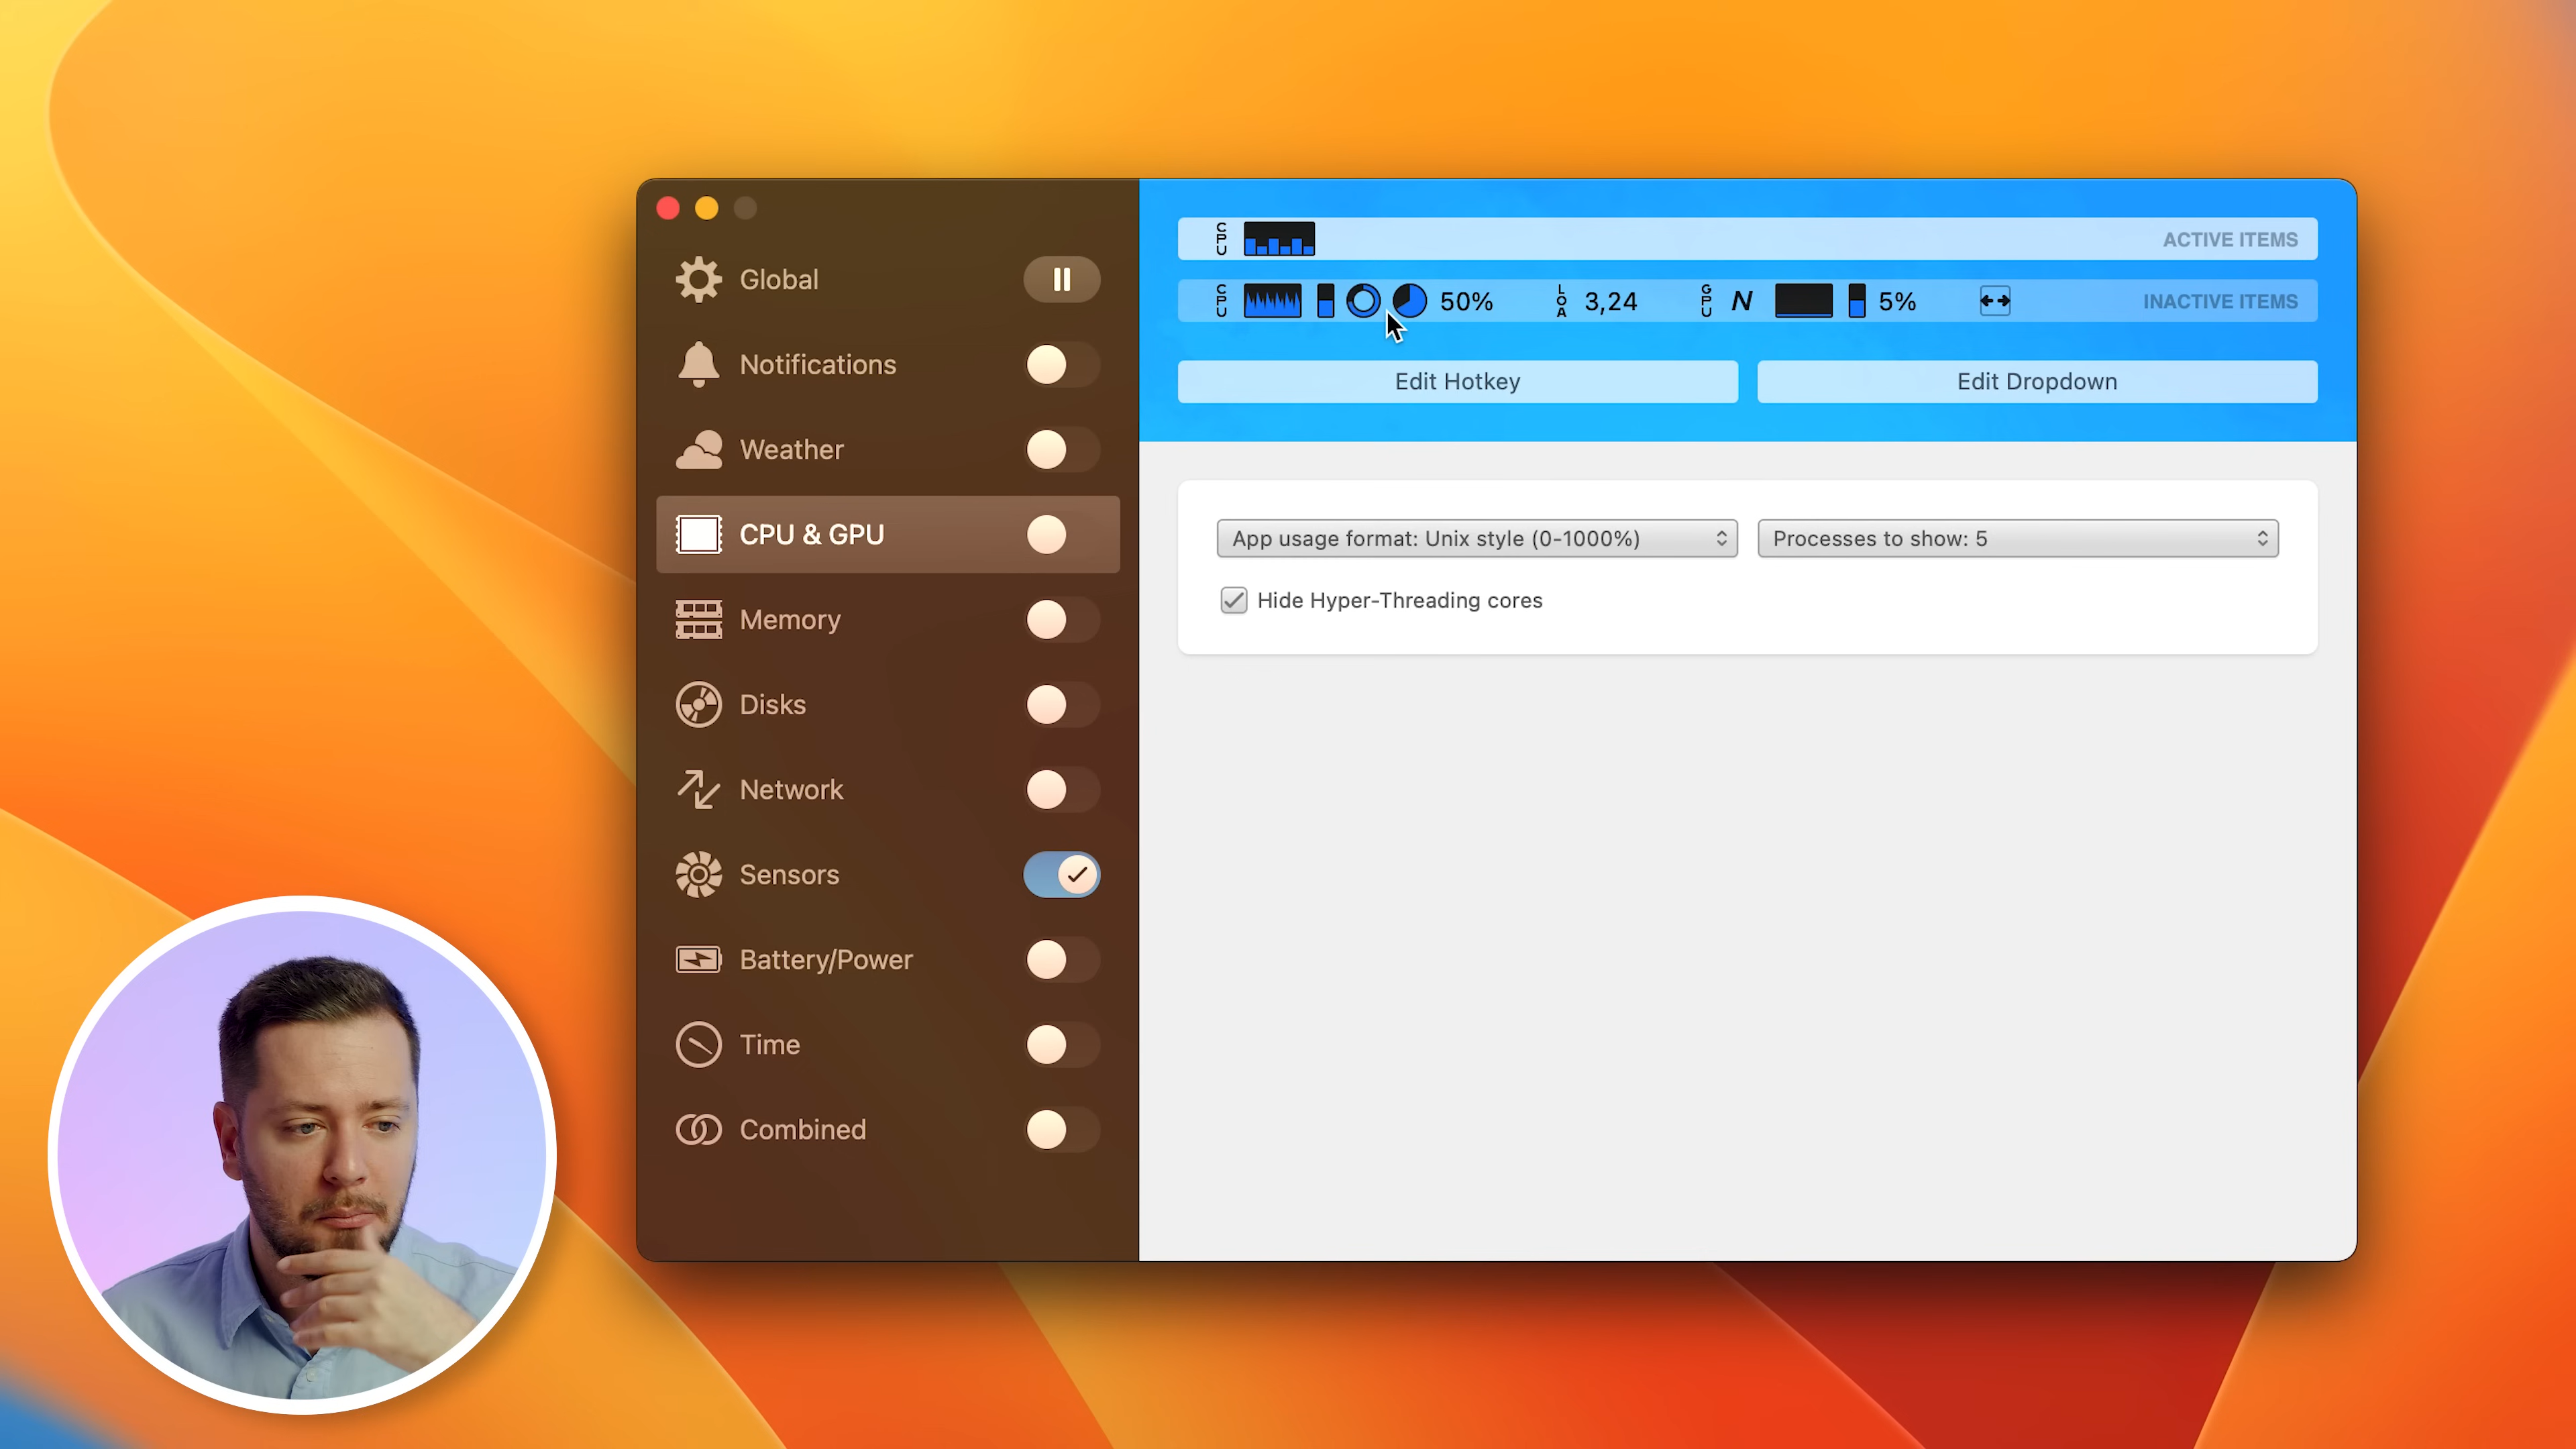 Global
Notifications
Weather
CPU & GPU
Memory
Disks
Network
Sensors
Battery/Power
Time
Combined
CPU ACTIVE ITEMS
CPU 50% LOA 3,24 GPU N 5% INACTIVE ITEMS
Edit Hotkey Edit Dropdown
App usage format: Unix style (0-1000%) Processes to show: 5
Hide Hyper-Threading cores